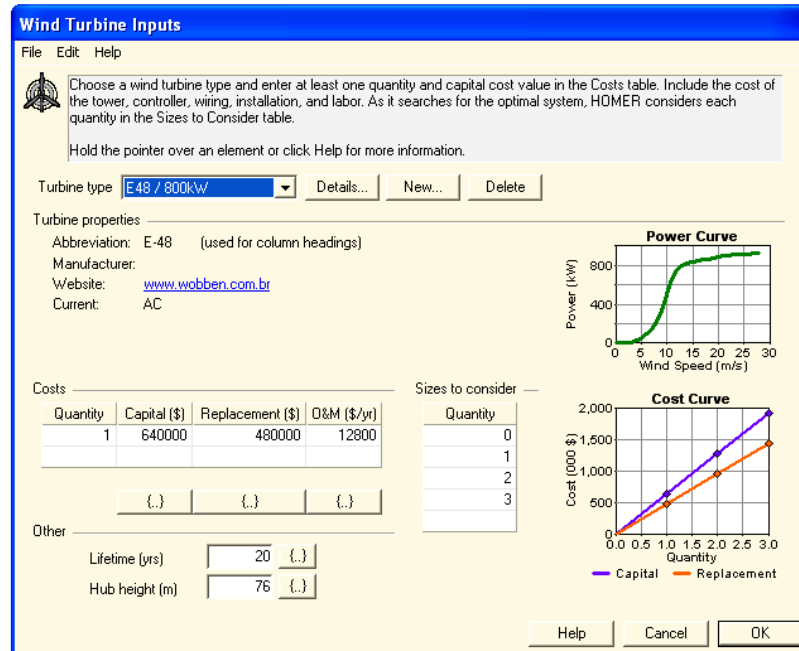 Wind Turbine Inputs
File Edit Help
Choose a wind turbine type and enter at least one quantity and capital cost value in the Costs table. Include the cost of
the tower, controller, wiring, installation, and labor. As it searches for the optimal system, HOMER considers each
quantity in the Sizes to Consider table.
Hold the pointer over an element or click Help for more information.
Turbine type E48 / 800kW Details... New... Delete
Turbine properties
Abbreviation: E-48 (used for column headings)
Manufacturer:
Website: www.wobben.com.br
Current: AC
Power Curve
Power (kW)
800
400
0
0 5 10 15 20 25 30
Wind Speed (m/s)
Costs
Quantity Capital ($) Replacement ($) O&M ($/yr)
1 640000 480000 12800
{..} {..} {..}
Sizes to consider
Quantity
0
1
2
3
Cost Curve
Cost (000 $)
2,000
1,500
1,000
500
0
0.0 0.5 1.0 1.5 2.0 2.5 3.0
Quantity
Capital Replacement
Other
Lifetime (yrs) 20 {..}
Hub height (m) 76 {..}
Help Cancel OK